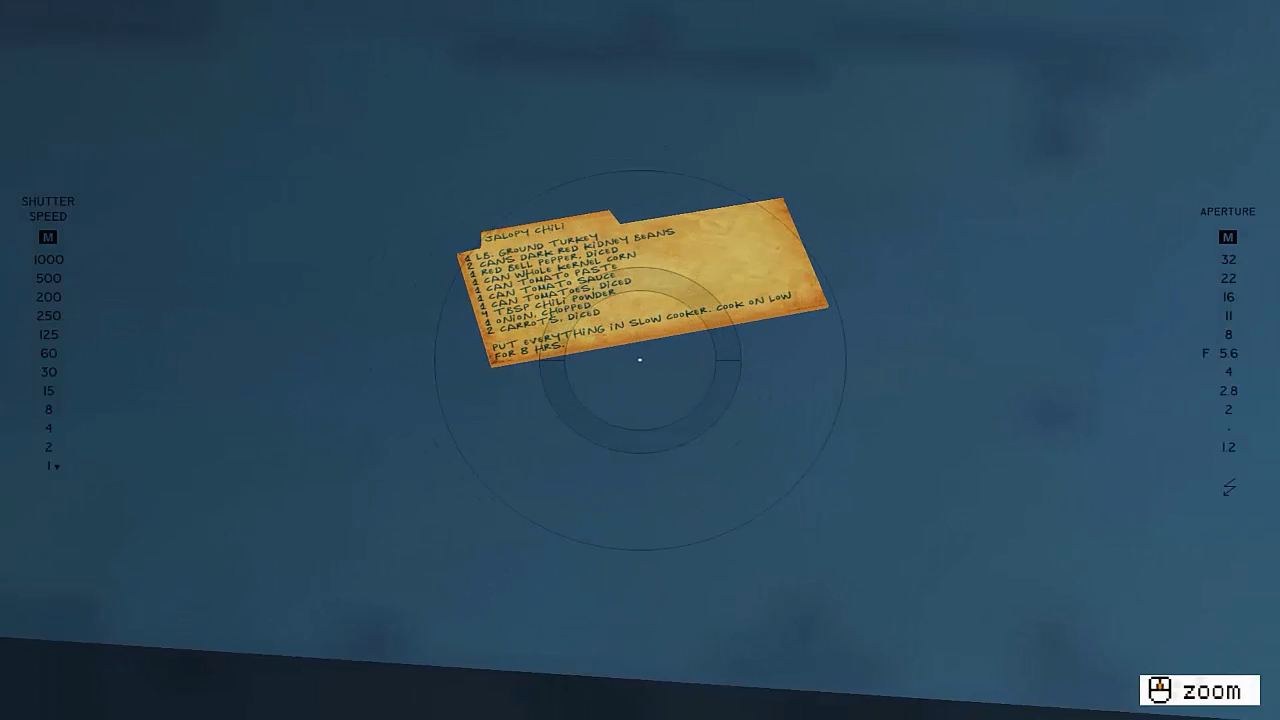 SHUTTER
SPEED
M
1000
500
200
250
125
60
30
15
8
4
2
1
JALOPY CHILI
1 LB. GROUND TURKEY
2 CANS DARK RED KIDNEY BEANS
1 RED BELL PEPPER, DICED
1 CAN WHOLE KERNEL CORN
1 CAN TOMATO PASTE
1 CAN TOMATO SAUCE
1 CAN TOMATOES, DICED
4 TBSP CHILI POWDER
1 ONION, CHOPPED
2 CARROTS, DICED
PUT EVERYTHING IN SLOW COOKER. COOK ON LOW
FOR 8 HRS.
APERTURE
M
32
22
16
11
8
F 5.6
4
2.8
2
.
1.2
zoom